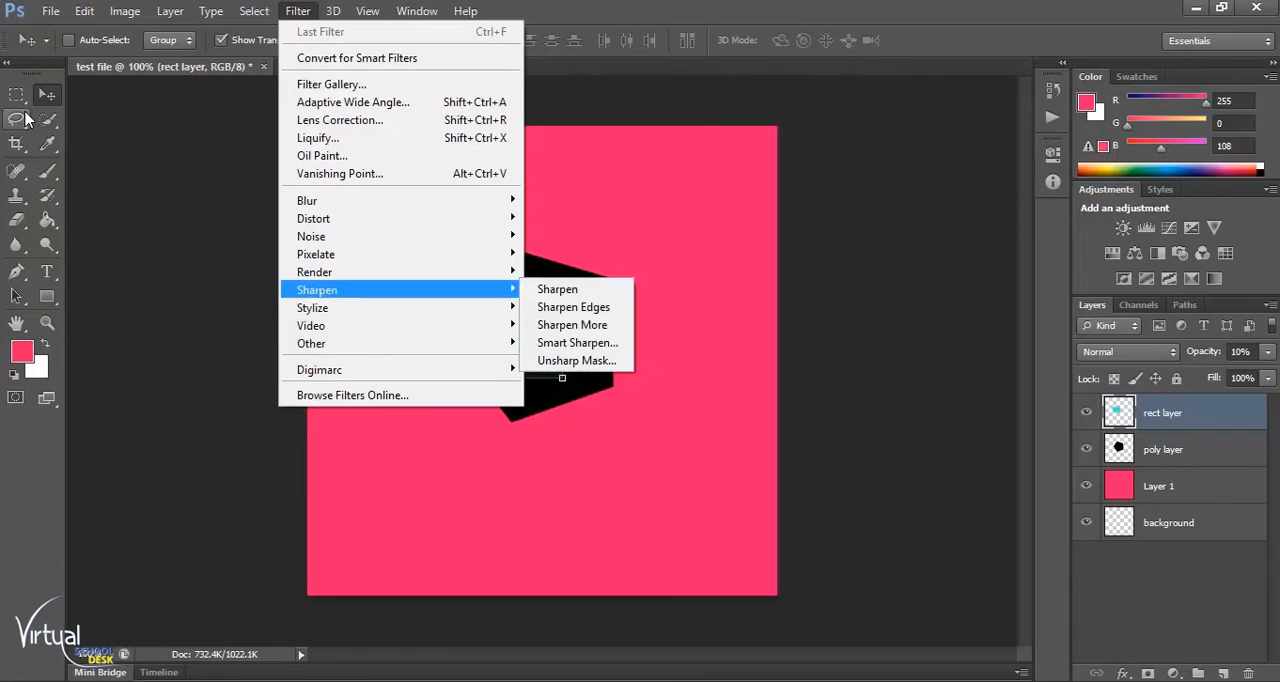 Ps File Edit Image Layer Type Select Filter 3D View Window Help
Auto-Select: Group Show Tran 3D Mode: Essentials
test file @ 100% (rect layer, RGB/8) * ×
Last Filter Ctrl+F
Convert for Smart Filters
Filter Gallery...
Adaptive Wide Angle... Shift+Ctrl+A
Lens Correction... Shift+Ctrl+R
Liquify... Shift+Ctrl+X
Oil Paint...
Vanishing Point... Alt+Ctrl+V
Blur
Distort
Noise
Pixelate
Render
Sharpen
Stylize
Video
Other
Digimarc
Browse Filters Online...
Sharpen
Sharpen Edges
Sharpen More
Smart Sharpen...
Unsharp Mask...
Color Swatches
R 255
G 0
B 108
Adjustments Styles
Add an adjustment
Layers Channels Paths
Kind
Normal Opacity: 10%
Lock: Fill: 100%
rect layer
poly layer
Layer 1
background
Virtual
SCHOOL
DESK
Doc: 732.4K/1022.1K
Mini Bridge Timeline